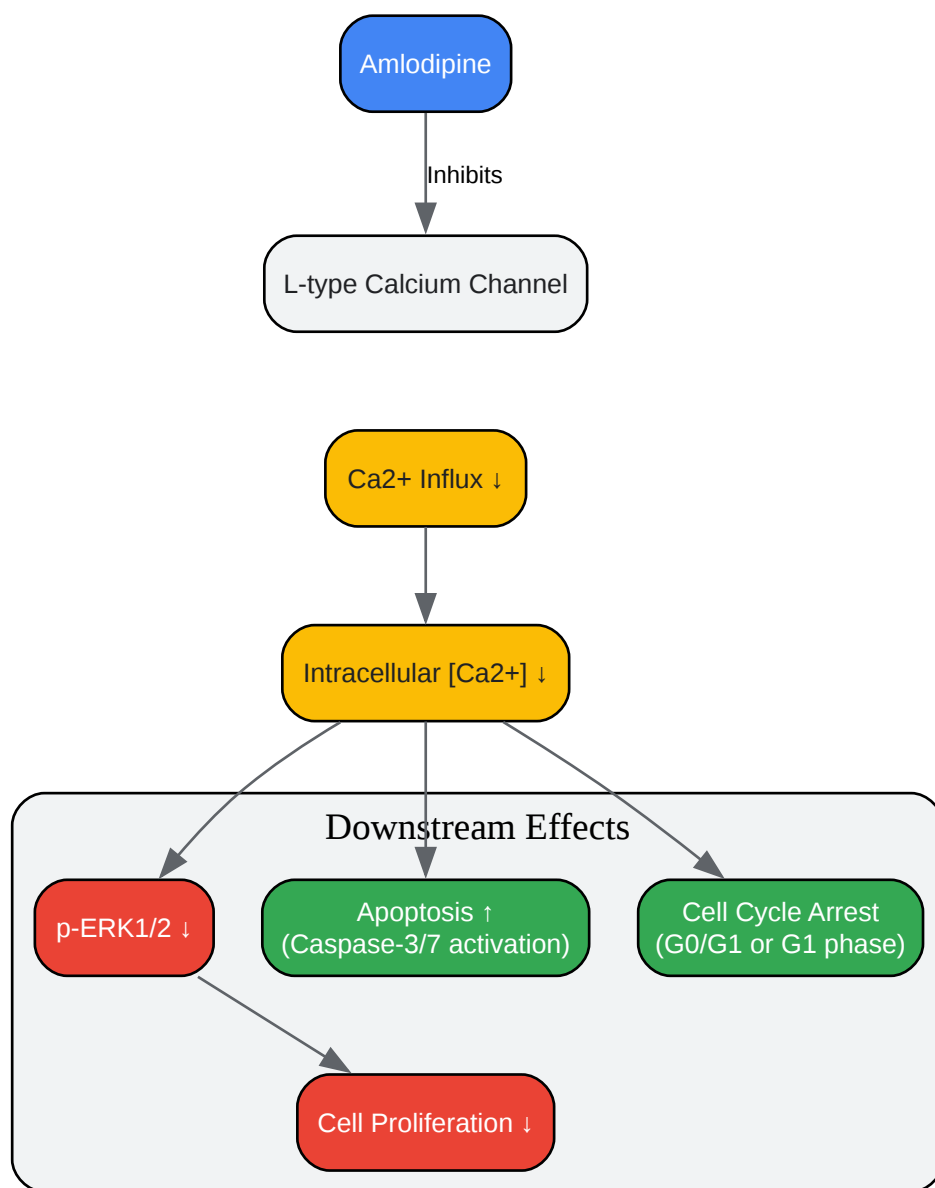 Amlodipine
Inhibits
L-type Calcium Channel
Ca2+ Influx ↓
Intracellular [Ca2+] ↓
Downstream Effects
p-ERK1/2 ↓
Apoptosis ↑
(Caspase-3/7 activation)
Cell Cycle Arrest
(G0/G1 or G1 phase)
Cell Proliferation ↓